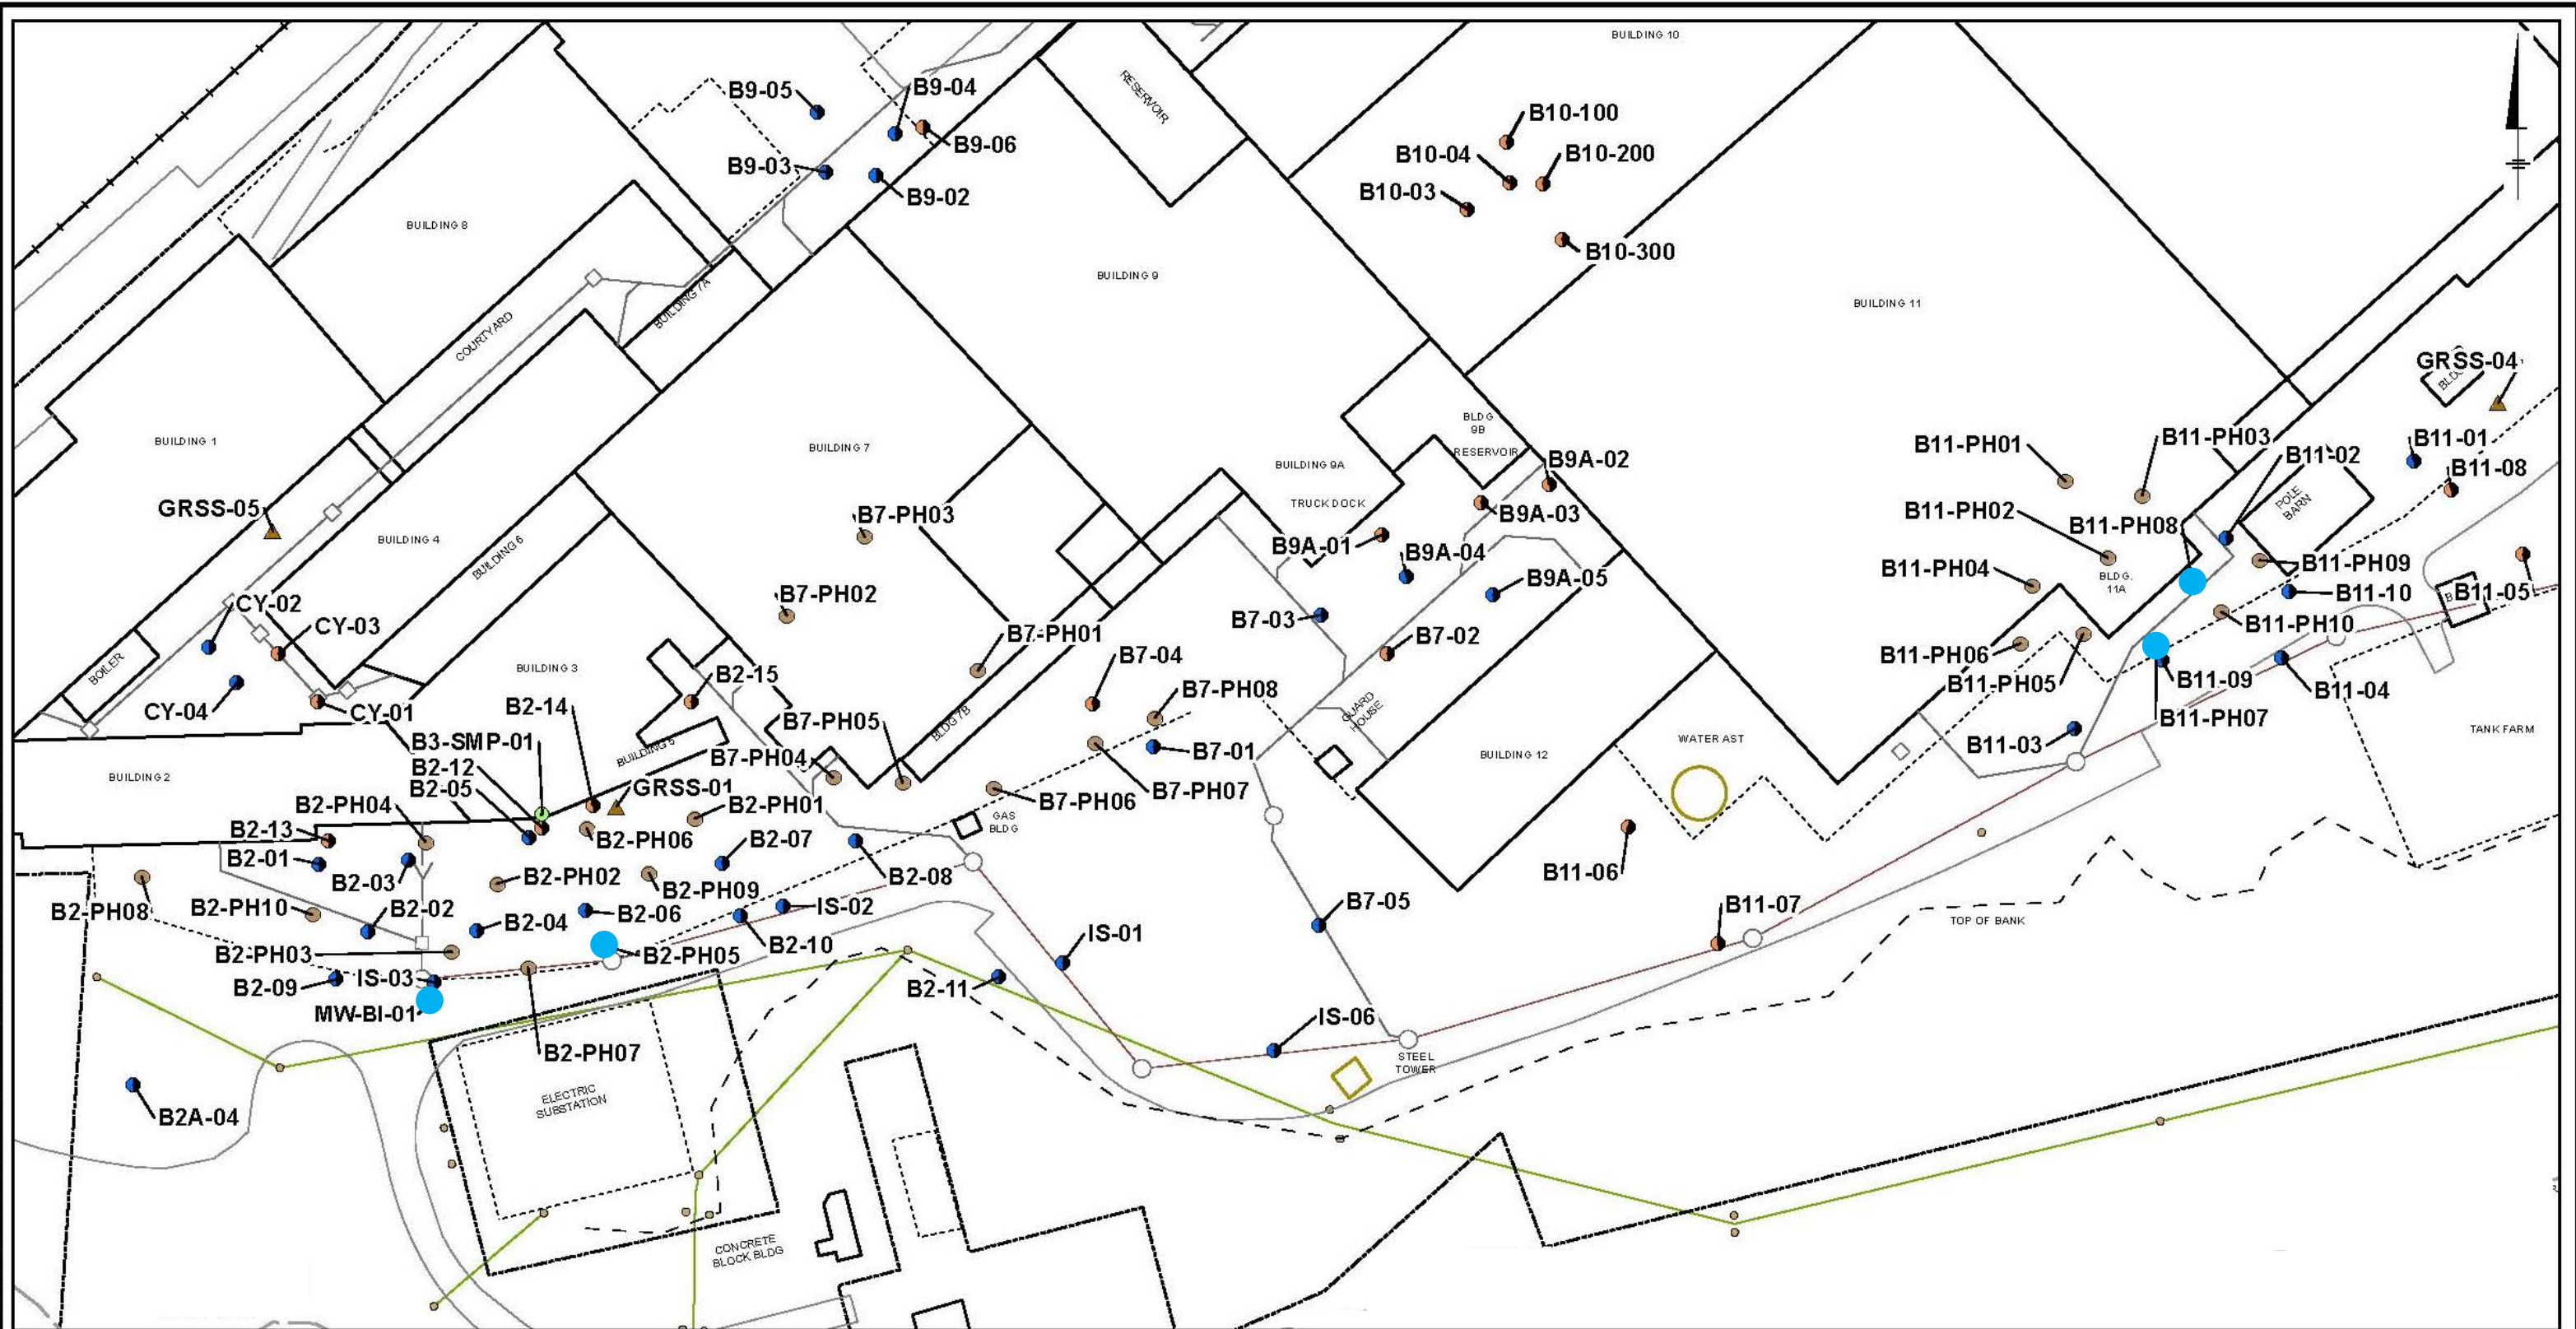 BUILDING 10
RESERVOIR
B9-05
B9-04
B10-100
B9-06
B10-04
B10-200
B9-03
B10-03
B9-02
BUILDING 8
B10-300
BUILDING 9
BUILDING 7A
BUILDING 11
COURTYARD
GRSS-04
BLDG
9B
BUILDING 1
BUILDING 7
B11-PH01
B11-PH03
B11-01
RESERVOIR
B9A-02
B11-02
BUILDING 9A
B11-08
GRSS-05
TRUCK DOCK
POLE
BARN
B7-PH03
B9A-03
B11-PH02
B11-PH08
BUILDING 4
BUILDING 6
B9A-01
B9A-04
B11-PH09
B11-PH04
BLDG.
11A
B9A-05
B11-10
B11-05
B7-PH02
CY-02
B7-03
B11-PH10
CY-03
B7-PH01
B7-02
BOILER
BUILDING 3
B7-04
B11-PH06
B2-15
B7-PH08
B11-PH05
B11-09
B11-04
CY-04
CY-01
B2-14
B7-PH05
BLDG 7B
GUARD
HOUSE
B11-PH07
B3-SMP-01
BUILDING 5
B7-PH04
B7-01
BUILDING 12
WATER AST
B11-03
TANK FARM
BUILDING 2
B2-12
B2-05
GRSS-01
B2-PH04
B2-PH01
B7-PH06
B7-PH07
GAS
BLDG
B2-13
B2-PH06
B2-07
B2-01
B2-03
B2-PH02
B2-PH09
B2-08
B11-06
B2-PH08
B2-PH10
B2-02
B2-04
B2-06
IS-02
B7-05
B11-07
TOP OF BANK
B2-PH03
B2-PH05
B2-10
IS-01
B2-09
IS-03
B2-11
MW-BI-01
IS-06
B2-PH07
STEEL
TOWER
ELECTRIC
SUBSTATION
B2A-04
CONCRETE
BLOCK BLDG